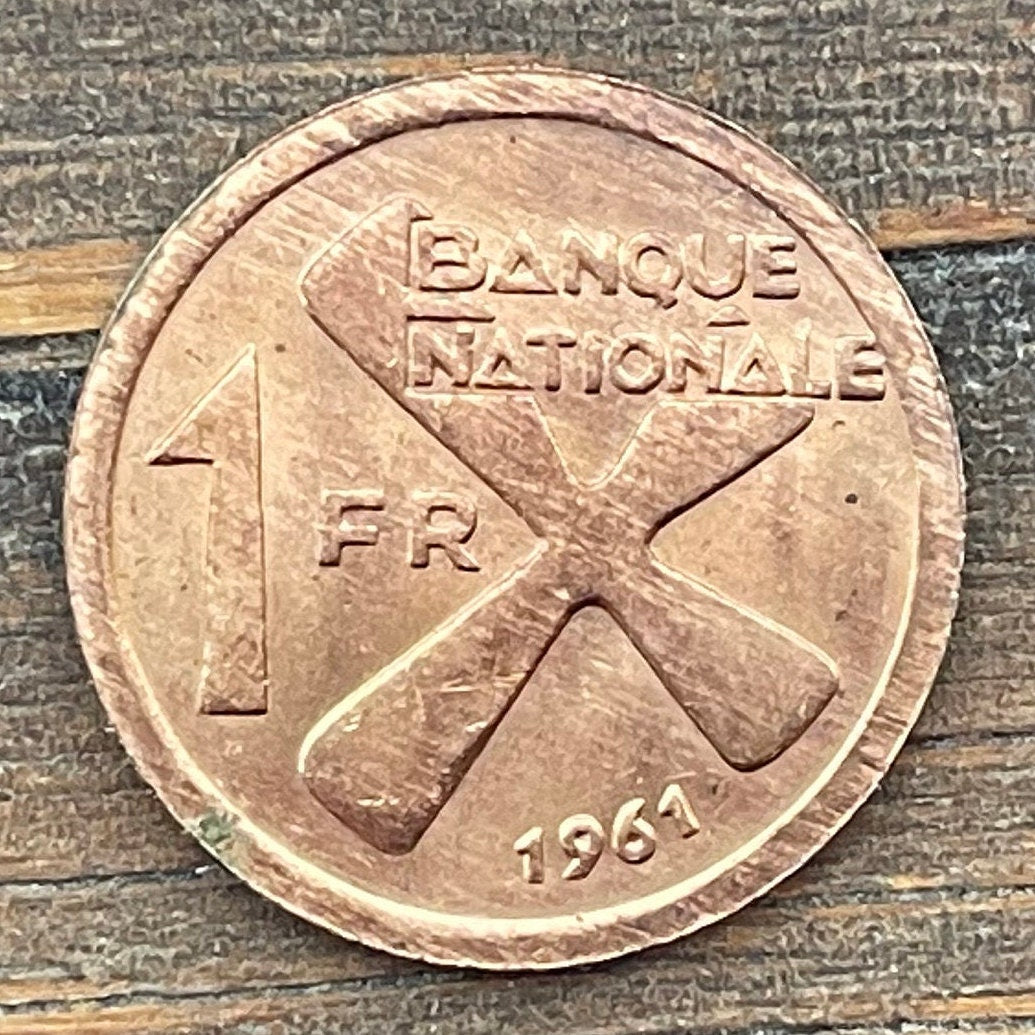 BANQUE
NATIONALE
1 FR
1961